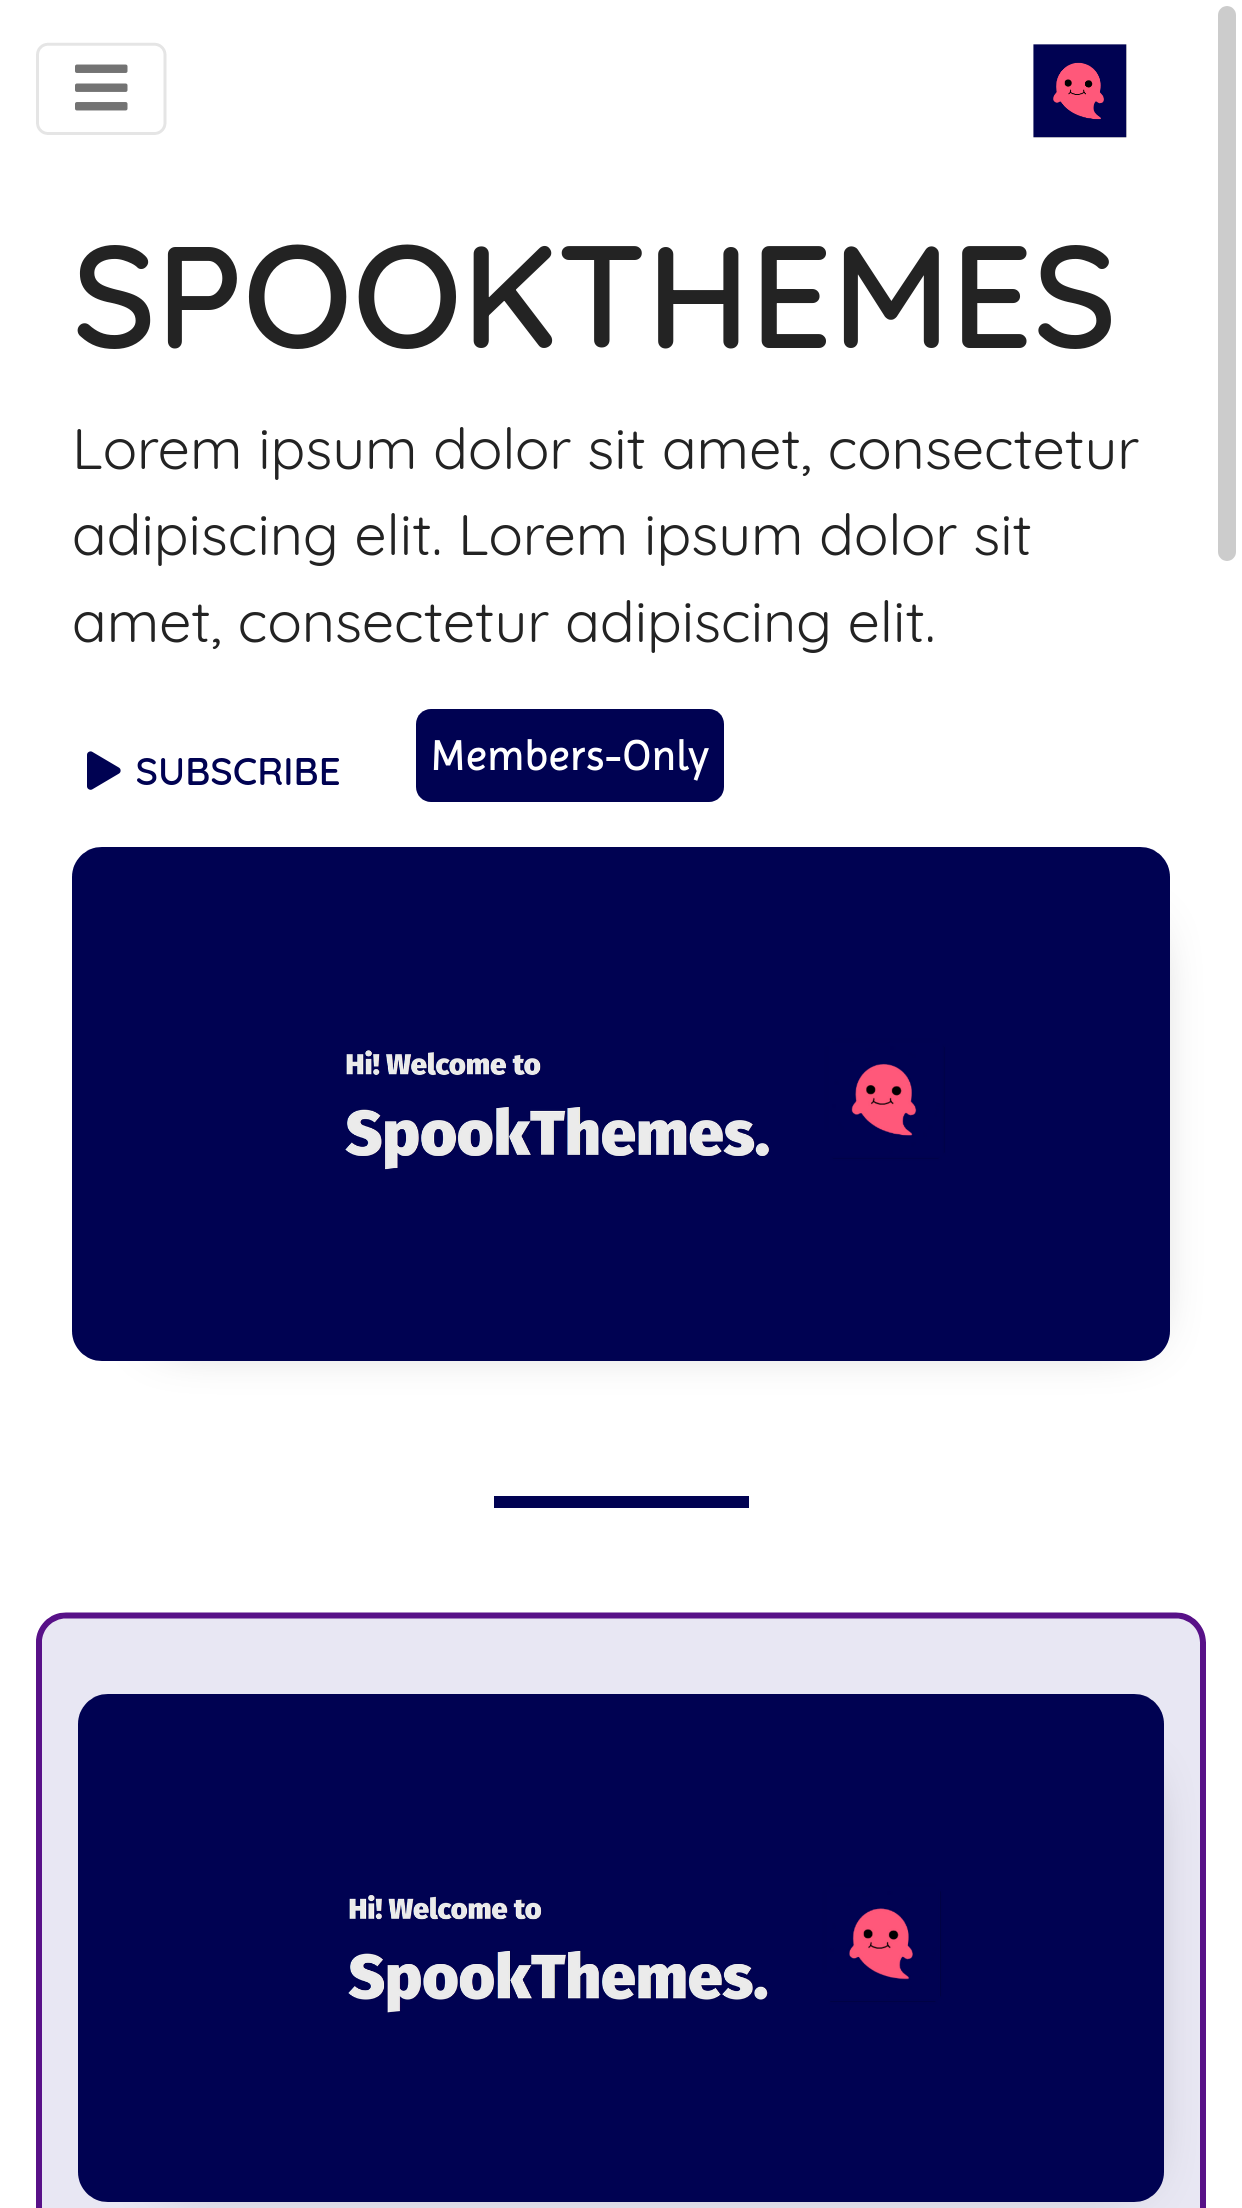 SPOOKTHEMES
Lorem ipsum dolor sit amet, consectetur
adipiscing elit. Lorem ipsum dolor sit
amet, consectetur adipiscing elit.
SUBSCRIBE
Members-Only
Hi! Welcome to
SpookThemes.
Hi! Welcome to
SpookThemes.